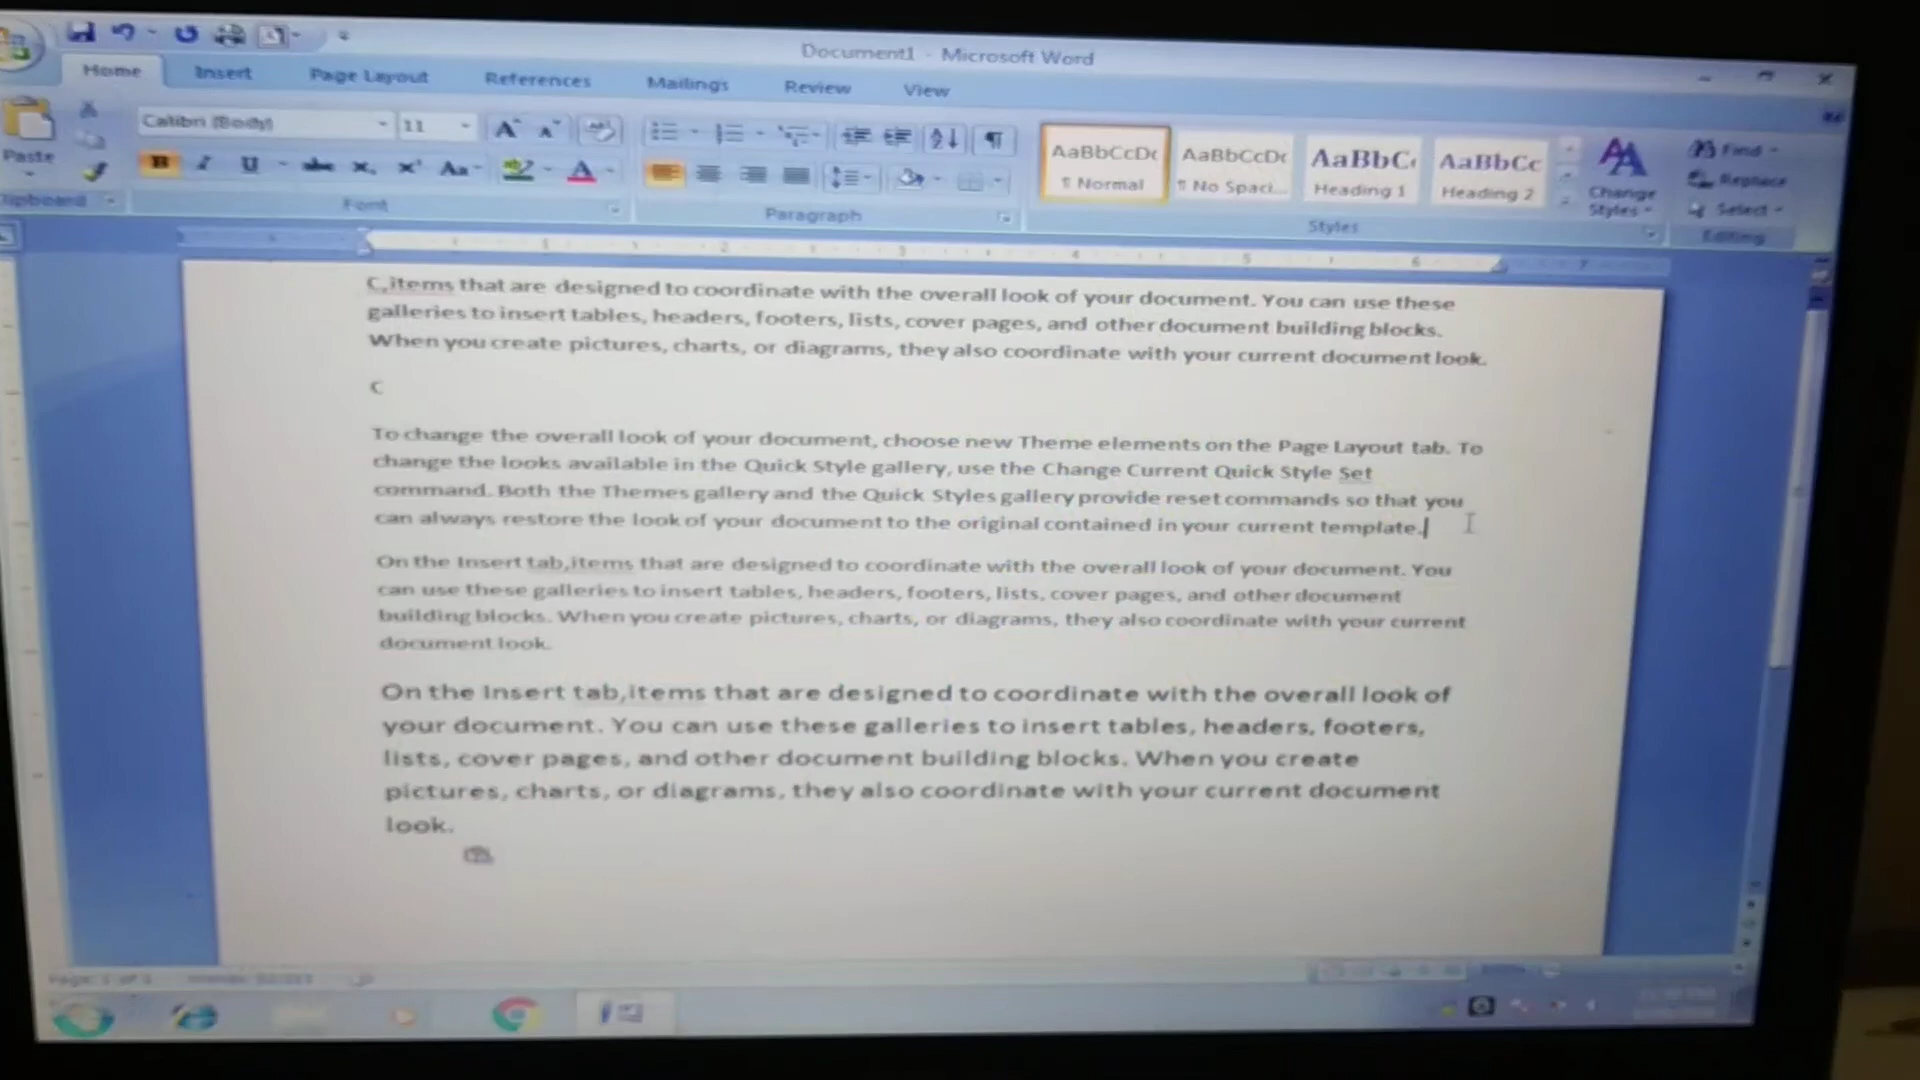 Document1 - Microsoft Word
Home Insert Page Layout References Mailings Review View
Calibri (Body) 11
Paste
Clipboard Font Paragraph Styles Editing
AaBbCcDc AaBbCcDc AaBbC AaBbCc
¶ Normal ¶ No Spaci... Heading 1 Heading 2
Change Styles
Find
Replace
Select
1 2 3 4 5 6 7
C,items that are designed to coordinate with the overall look of your document. You can use these
galleries to insert tables, headers, footers, lists, cover pages, and other document building blocks.
When you create pictures, charts, or diagrams, they also coordinate with your current document look.
C
To change the overall look of your document, choose new Theme elements on the Page Layout tab. To
change the looks available in the Quick Style gallery, use the Change Current Quick Style Set
command. Both the Themes gallery and the Quick Styles gallery provide reset commands so that you
can always restore the look of your document to the original contained in your current template.
On the Insert tab,items that are designed to coordinate with the overall look of your document. You
can use these galleries to insert tables, headers, footers, lists, cover pages, and other document
building blocks. When you create pictures, charts, or diagrams, they also coordinate with your current
document look.
On the Insert tab,items that are designed to coordinate with the overall look of
your document. You can use these galleries to insert tables, headers, footers,
lists, cover pages, and other document building blocks. When you create
pictures, charts, or diagrams, they also coordinate with your current document
look.